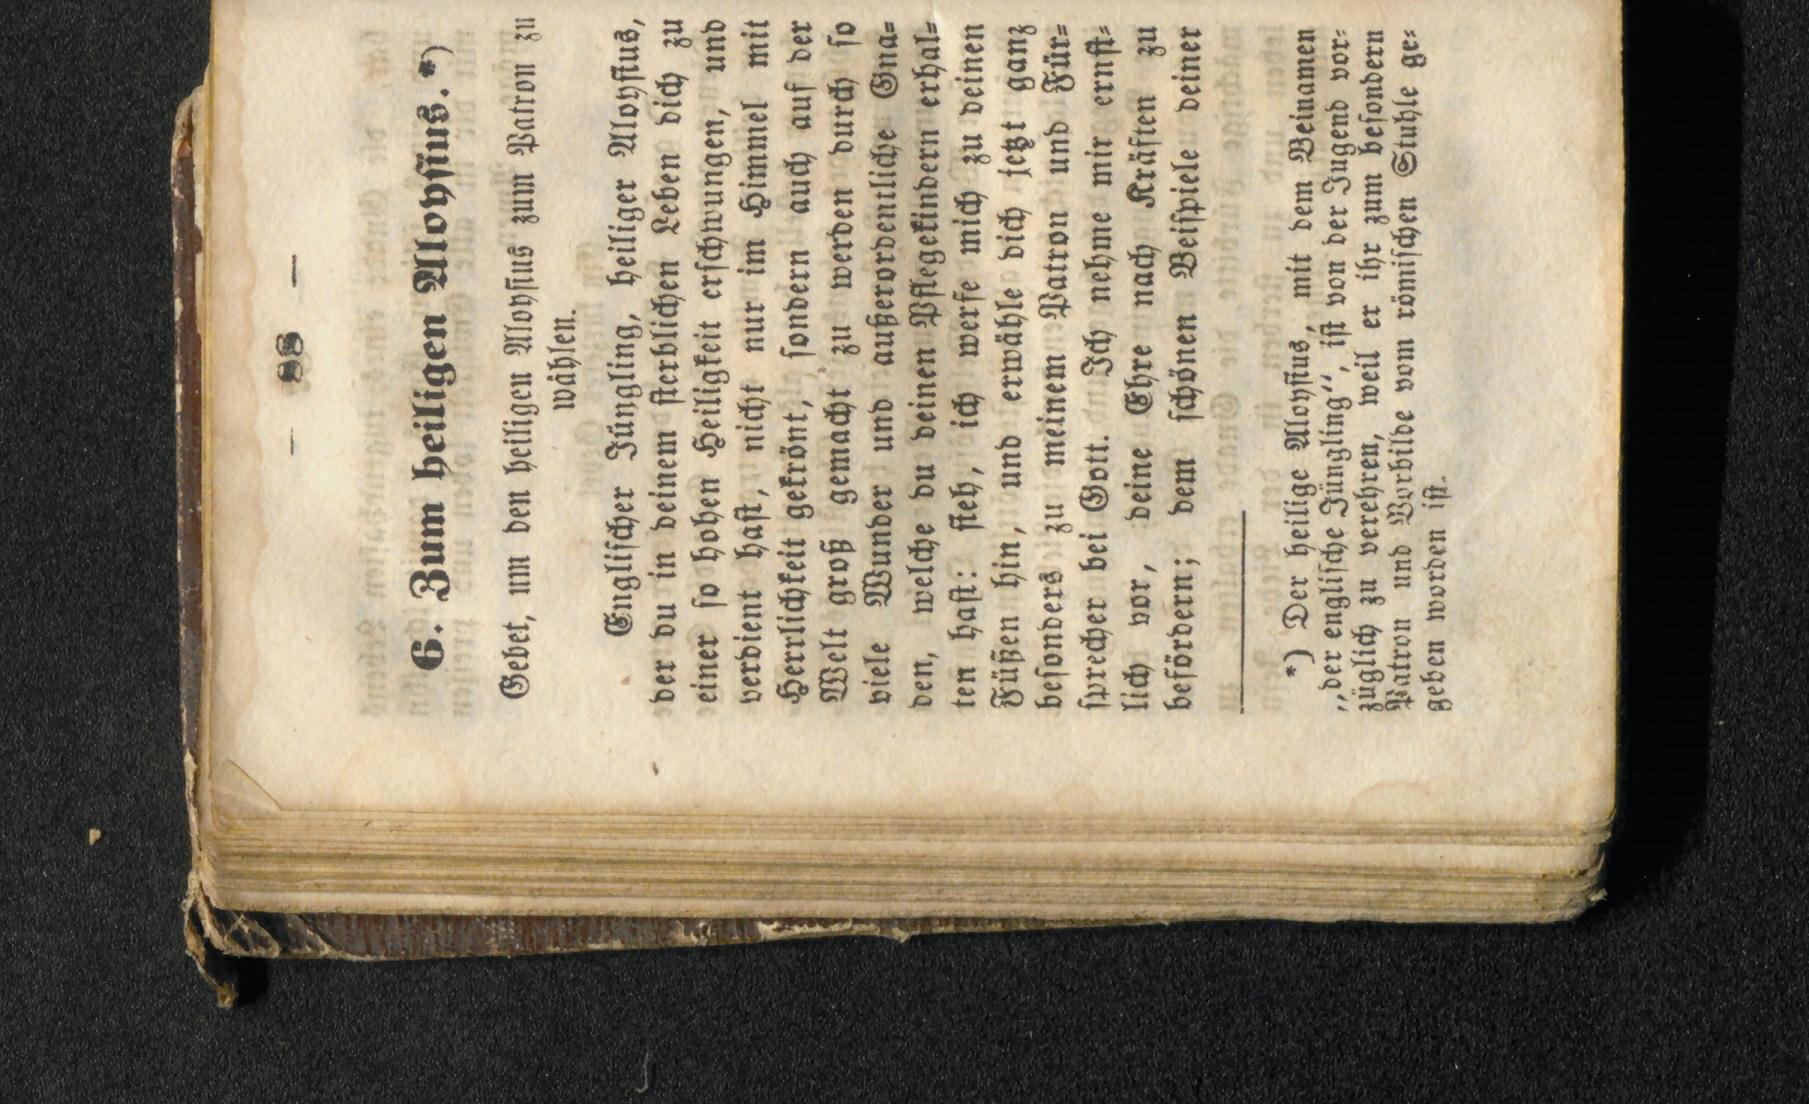 — 88 —
6. Zum heiligen Aloysius.*)
Gebet, um den heiligen Aloysius zum Patron zu
wählen.
Englischer Jüngling, heiliger Aloysius,
der du in deinem sterblichen Leben dich zu
einer so hohen Heiligkeit erschwungen, und
verdient hast, nicht nur im Himmel mit
Herrlichkeit gekrönt, sondern auch auf der
Welt groß gemacht zu werden durch so
viele Wunder und außerordentliche Gna-
den, welche du deinen Pflegekindern erhal-
ten hast: sieh, ich werfe mich zu deinen
Füßen hin, und erwähle dich jetzt ganz
besonders zu meinem Patron und Für-
sprecher bei Gott. Ich nehme mir ernst-
lich vor, deine Ehre nach Kräften zu
befördern; dem schönen Beispiele deiner
*) Der heilige Aloysius, mit dem Beinamen
„der englische Jüngling“, ist von der Jugend vor-
züglich zu verehren, weil er ihr zum besondern
Patron und Vorbilde vom römischen Stuhle ge-
geben worden ist.